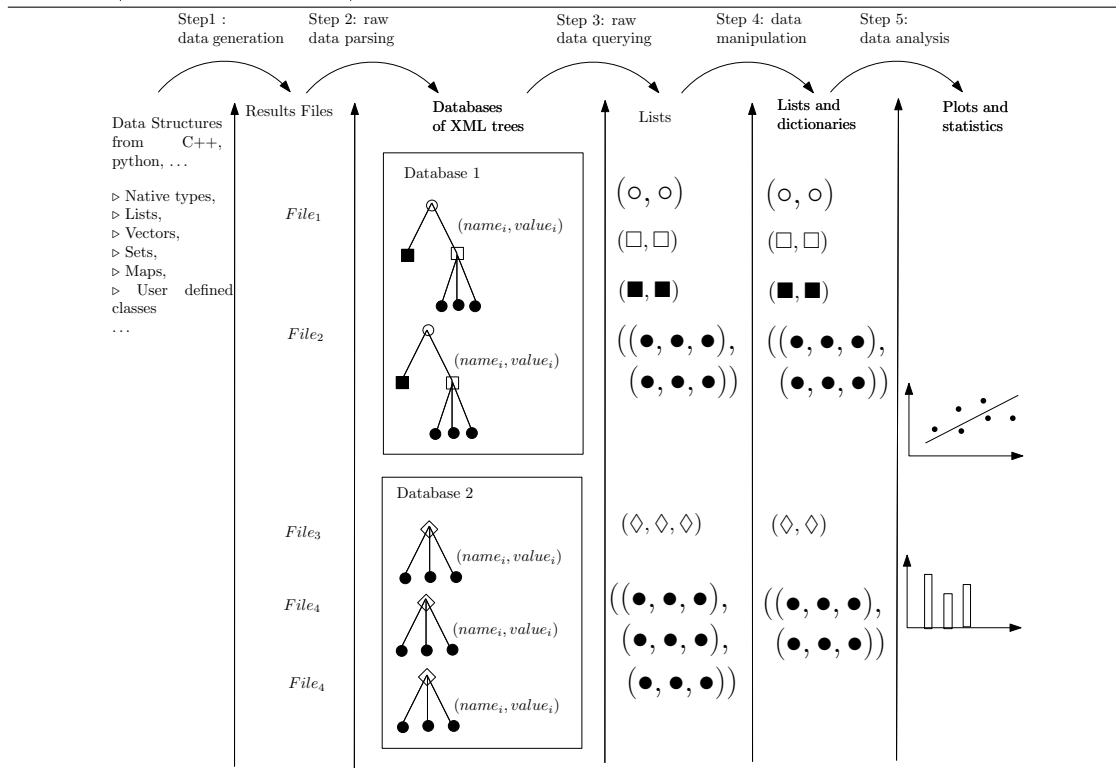 Step1 :
data generation
Step 2: raw
data parsing
Step 3: raw
data querying
Step 4: data
manipulation
Step 5:
data analysis
Data Structures
from C++,
python, …
▷ Native types,
▷ Lists,
▷ Vectors,
▷ Sets,
▷ Maps,
▷ User defined
classes
…
Results Files
File₁
File₂
File₃
File₄
File₄
Databases
of XML trees
Database 1
(nameᵢ, valueᵢ)
(nameᵢ, valueᵢ)
Database 2
(nameᵢ, valueᵢ)
(nameᵢ, valueᵢ)
(nameᵢ, valueᵢ)
Lists
(○, ○)
(□, □)
(■, ■)
((●, ●, ●),
(●, ●, ●))
(◇, ◇, ◇)
((●, ●, ●),
(●, ●, ●),
(●, ●, ●))
Lists and
dictionaries
(○, ○)
(□, □)
(■, ■)
((●, ●, ●),
(●, ●, ●))
(◇, ◇)
((●, ●, ●),
(●, ●, ●))
Plots and
statistics